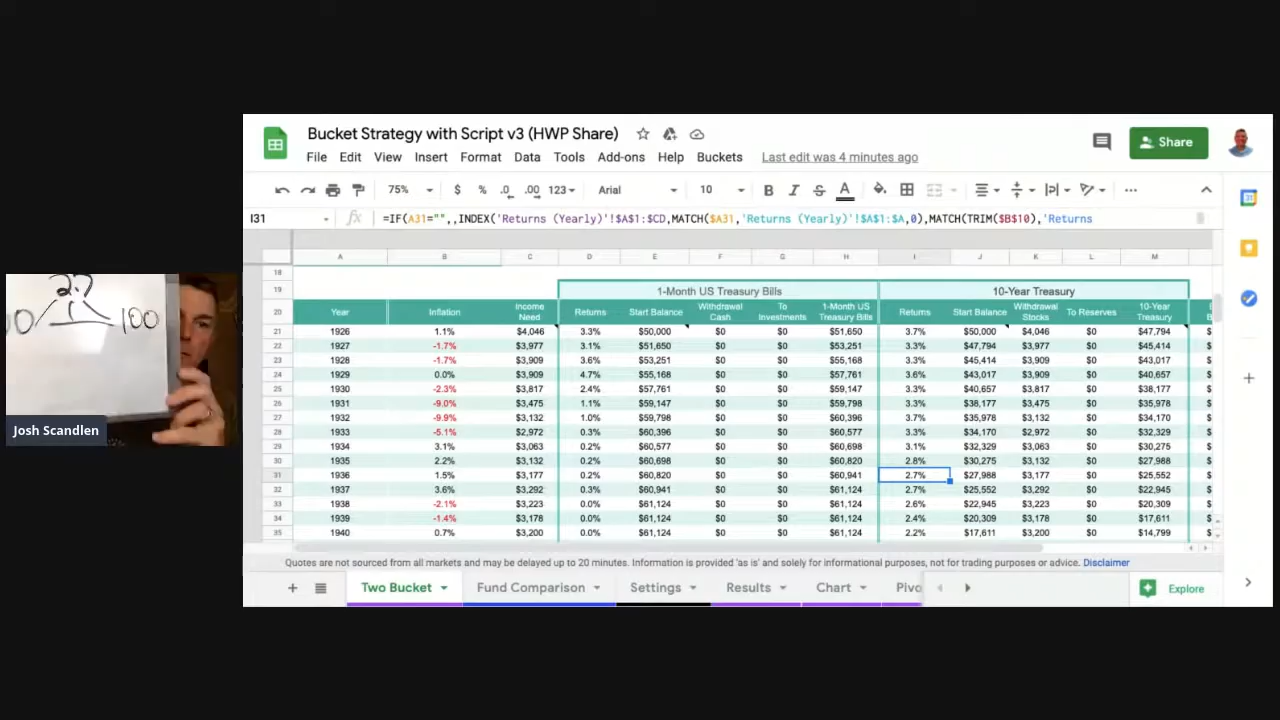 Bucket Strategy with Script v3 (HWP Share)
File Edit View Insert Format Data Tools Add-ons Help Buckets Last edit was 4 minutes ago
Share
75% $ % .0 .00 123 Arial 10 B I S A
I31 fx =IF(A31="",,INDEX('Returns (Yearly)'!$A$1:$CD,MATCH($A31,'Returns (Yearly)'!$A$1:$A,0),MATCH(TRIM($B$10),'Returns
A B C D E F G H I J K L M
18
19 1-Month US Treasury Bills 10-Year Treasury
20 Year Inflation Income Need Returns Start Balance Withdrawal Cash To Investments 1-Month US Treasury Bills Returns Start Balance Withdrawal Stocks To Reserves 10-Year Treasury
21 1926 1.1% $4,046 3.3% $50,000 $0 $0 $51,650 3.7% $50,000 $4,046 $0 $47,794 $
22 1927 -1.7% $3,977 3.1% $51,650 $0 $0 $53,251 3.3% $47,794 $3,977 $0 $45,414 $
23 1928 -1.7% $3,909 3.6% $53,251 $0 $0 $55,168 3.3% $45,414 $3,909 $0 $43,017 $
24 1929 0.0% $3,909 4.7% $55,168 $0 $0 $57,761 3.6% $43,017 $3,909 $0 $40,657 $
25 1930 -2.3% $3,817 2.4% $57,761 $0 $0 $59,147 3.3% $40,657 $3,817 $0 $38,177 $
26 1931 -9.0% $3,475 1.1% $59,147 $0 $0 $59,798 3.3% $38,177 $3,475 $0 $35,978 $
27 1932 -9.9% $3,132 1.0% $59,798 $0 $0 $60,396 3.7% $35,978 $3,132 $0 $34,170 $
28 1933 -5.1% $2,972 0.3% $60,396 $0 $0 $60,577 3.3% $34,170 $2,972 $0 $32,329 $
29 1934 3.1% $3,063 0.2% $60,577 $0 $0 $60,698 3.1% $32,329 $3,063 $0 $30,275 $
30 1935 2.2% $3,132 0.2% $60,698 $0 $0 $60,820 2.8% $30,275 $3,132 $0 $27,988 $
31 1936 1.5% $3,177 0.2% $60,820 $0 $0 $60,941 2.7% $27,988 $3,177 $0 $25,552 $
32 1937 3.6% $3,292 0.3% $60,941 $0 $0 $61,124 2.7% $25,552 $3,292 $0 $22,945 $
33 1938 -2.1% $3,223 0.0% $61,124 $0 $0 $61,124 2.6% $22,945 $3,223 $0 $20,309 $
34 1939 -1.4% $3,178 0.0% $61,124 $0 $0 $61,124 2.4% $20,309 $3,178 $0 $17,611 $
35 1940 0.7% $3,200 0.0% $61,124 $0 $0 $61,124 2.2% $17,611 $3,200 $0 $14,799 $
Quotes are not sourced from all markets and may be delayed up to 20 minutes. Information is provided 'as is' and solely for informational purposes, not for trading purposes or advice. Disclaimer
Two Bucket Fund Comparison Settings Results Chart Pivo Explore
2.7
100
Josh Scandlen